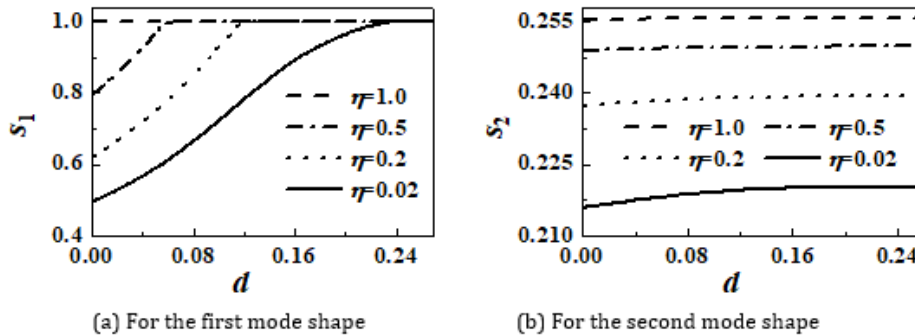 1.0
0.8
0.6
0.4
s1
η=1.0
η=0.5
η=0.2
η=0.02
0.00 0.08 0.16 0.24
d
(a) For the first mode shape
0.255
0.240
0.225
0.210
s2
η=1.0 η=0.5
η=0.2 η=0.02
0.00 0.08 0.16 0.24
d
(b) For the second mode shape